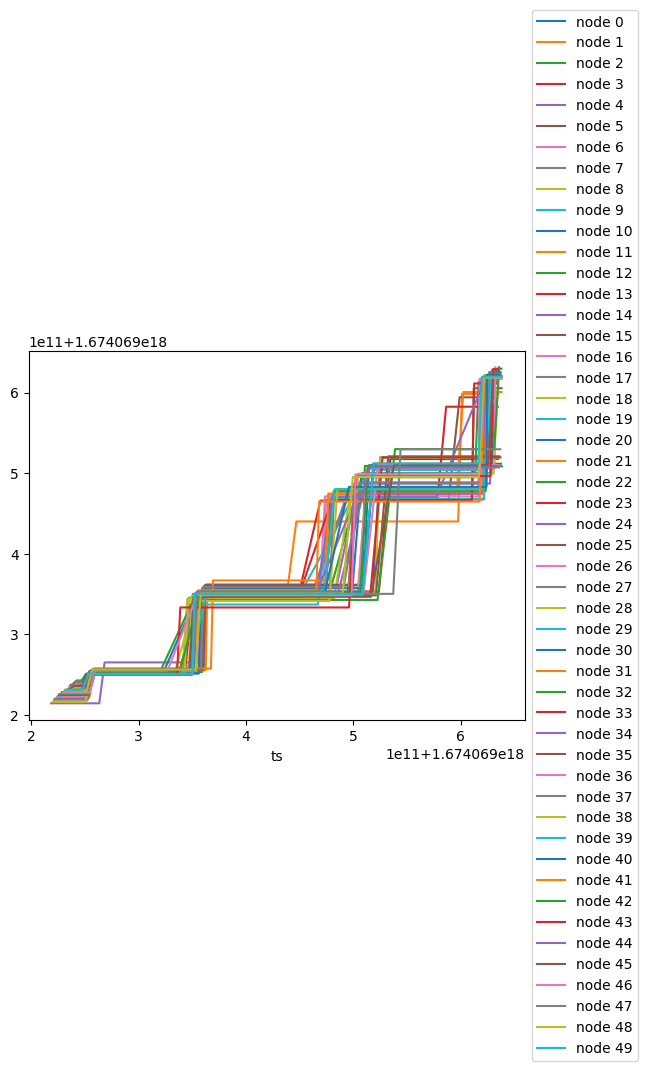 1e11+1.674069e18
6
5
4
3
2
2 3 4 5 6
ts
1e11+1.674069e18
node 0
node 1
node 2
node 3
node 4
node 5
node 6
node 7
node 8
node 9
node 10
node 11
node 12
node 13
node 14
node 15
node 16
node 17
node 18
node 19
node 20
node 21
node 22
node 23
node 24
node 25
node 26
node 27
node 28
node 29
node 30
node 31
node 32
node 33
node 34
node 35
node 36
node 37
node 38
node 39
node 40
node 41
node 42
node 43
node 44
node 45
node 46
node 47
node 48
node 49